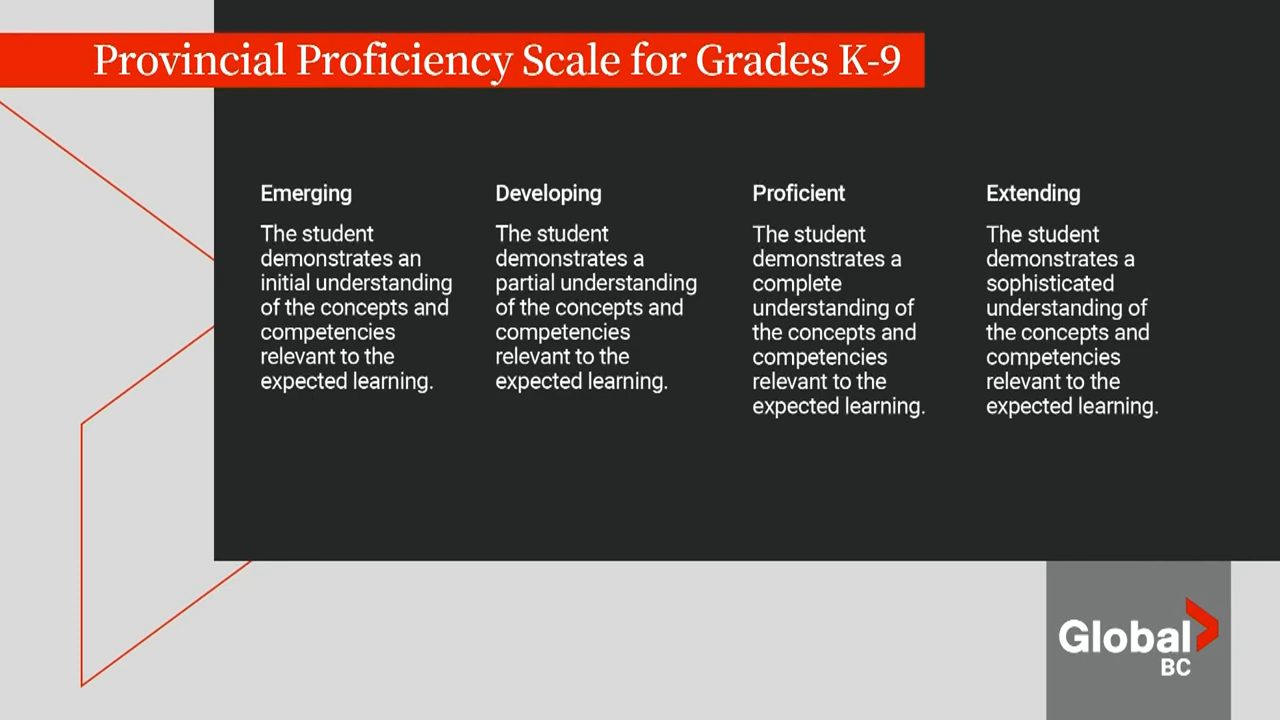 Provincial Proficiency Scale for Grades K-9
Emerging
The student
demonstrates an
initial understanding
of the concepts and
competencies
relevant to the
expected learning.
Developing
The student
demonstrates a
partial understanding
of the concepts and
competencies
relevant to the
expected learning.
Proficient
The student
demonstrates a
complete
understanding of
the concepts and
competencies
relevant to the
expected learning.
Extending
The student
demonstrates a
sophisticated
understanding of
the concepts and
competencies
relevant to the
expected learning.
Global
BC